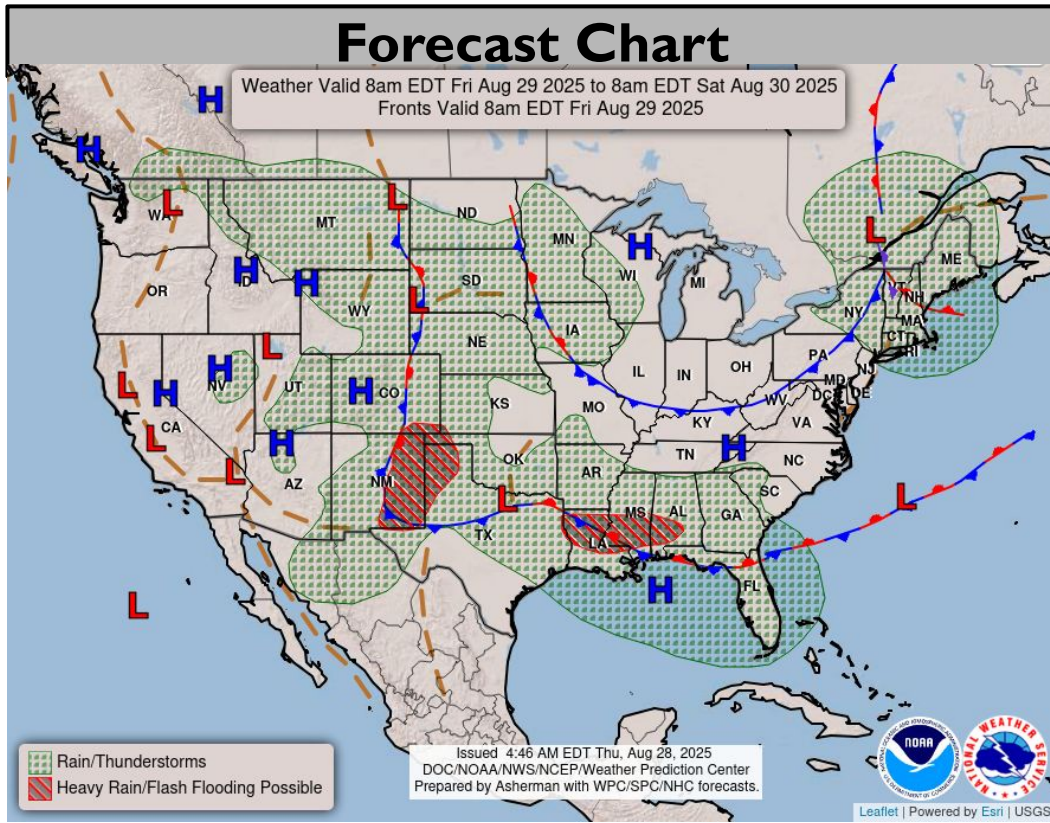 Forecast Chart
Weather Valid 8am EDT Fri Aug 29 2025 to 8am EDT Sat Aug 30 2025
Fronts Valid 8am EDT Fri Aug 29 2025
H
H
L
WA
MT
L
ND
MN
H
WI
MI
L
ME
OR
H
ID
H
WY
L
SD
IA
NY
VT
NH
MA
CT
RI
L
H
NV
L
H
CA
L
UT
H
CO
NE
KS
MO
IL
IN
OH
PA
NJ
MD
DC
DE
WV
VA
KY
H
TN
NC
H
L
AZ
NM
OK
L
AR
SC
TX
LA
MS
AL
GA
L
H
FL
L
Rain/Thunderstorms
Heavy Rain/Flash Flooding Possible
Issued 4:46 AM EDT Thu, Aug 28, 2025
DOC/NOAA/NWS/NCEP/Weather Prediction Center
Prepared by Asherman with WPC/SPC/NHC forecasts.
NOAA
NATIONAL WEATHER SERVICE
Leaflet | Powered by Esri | USGS